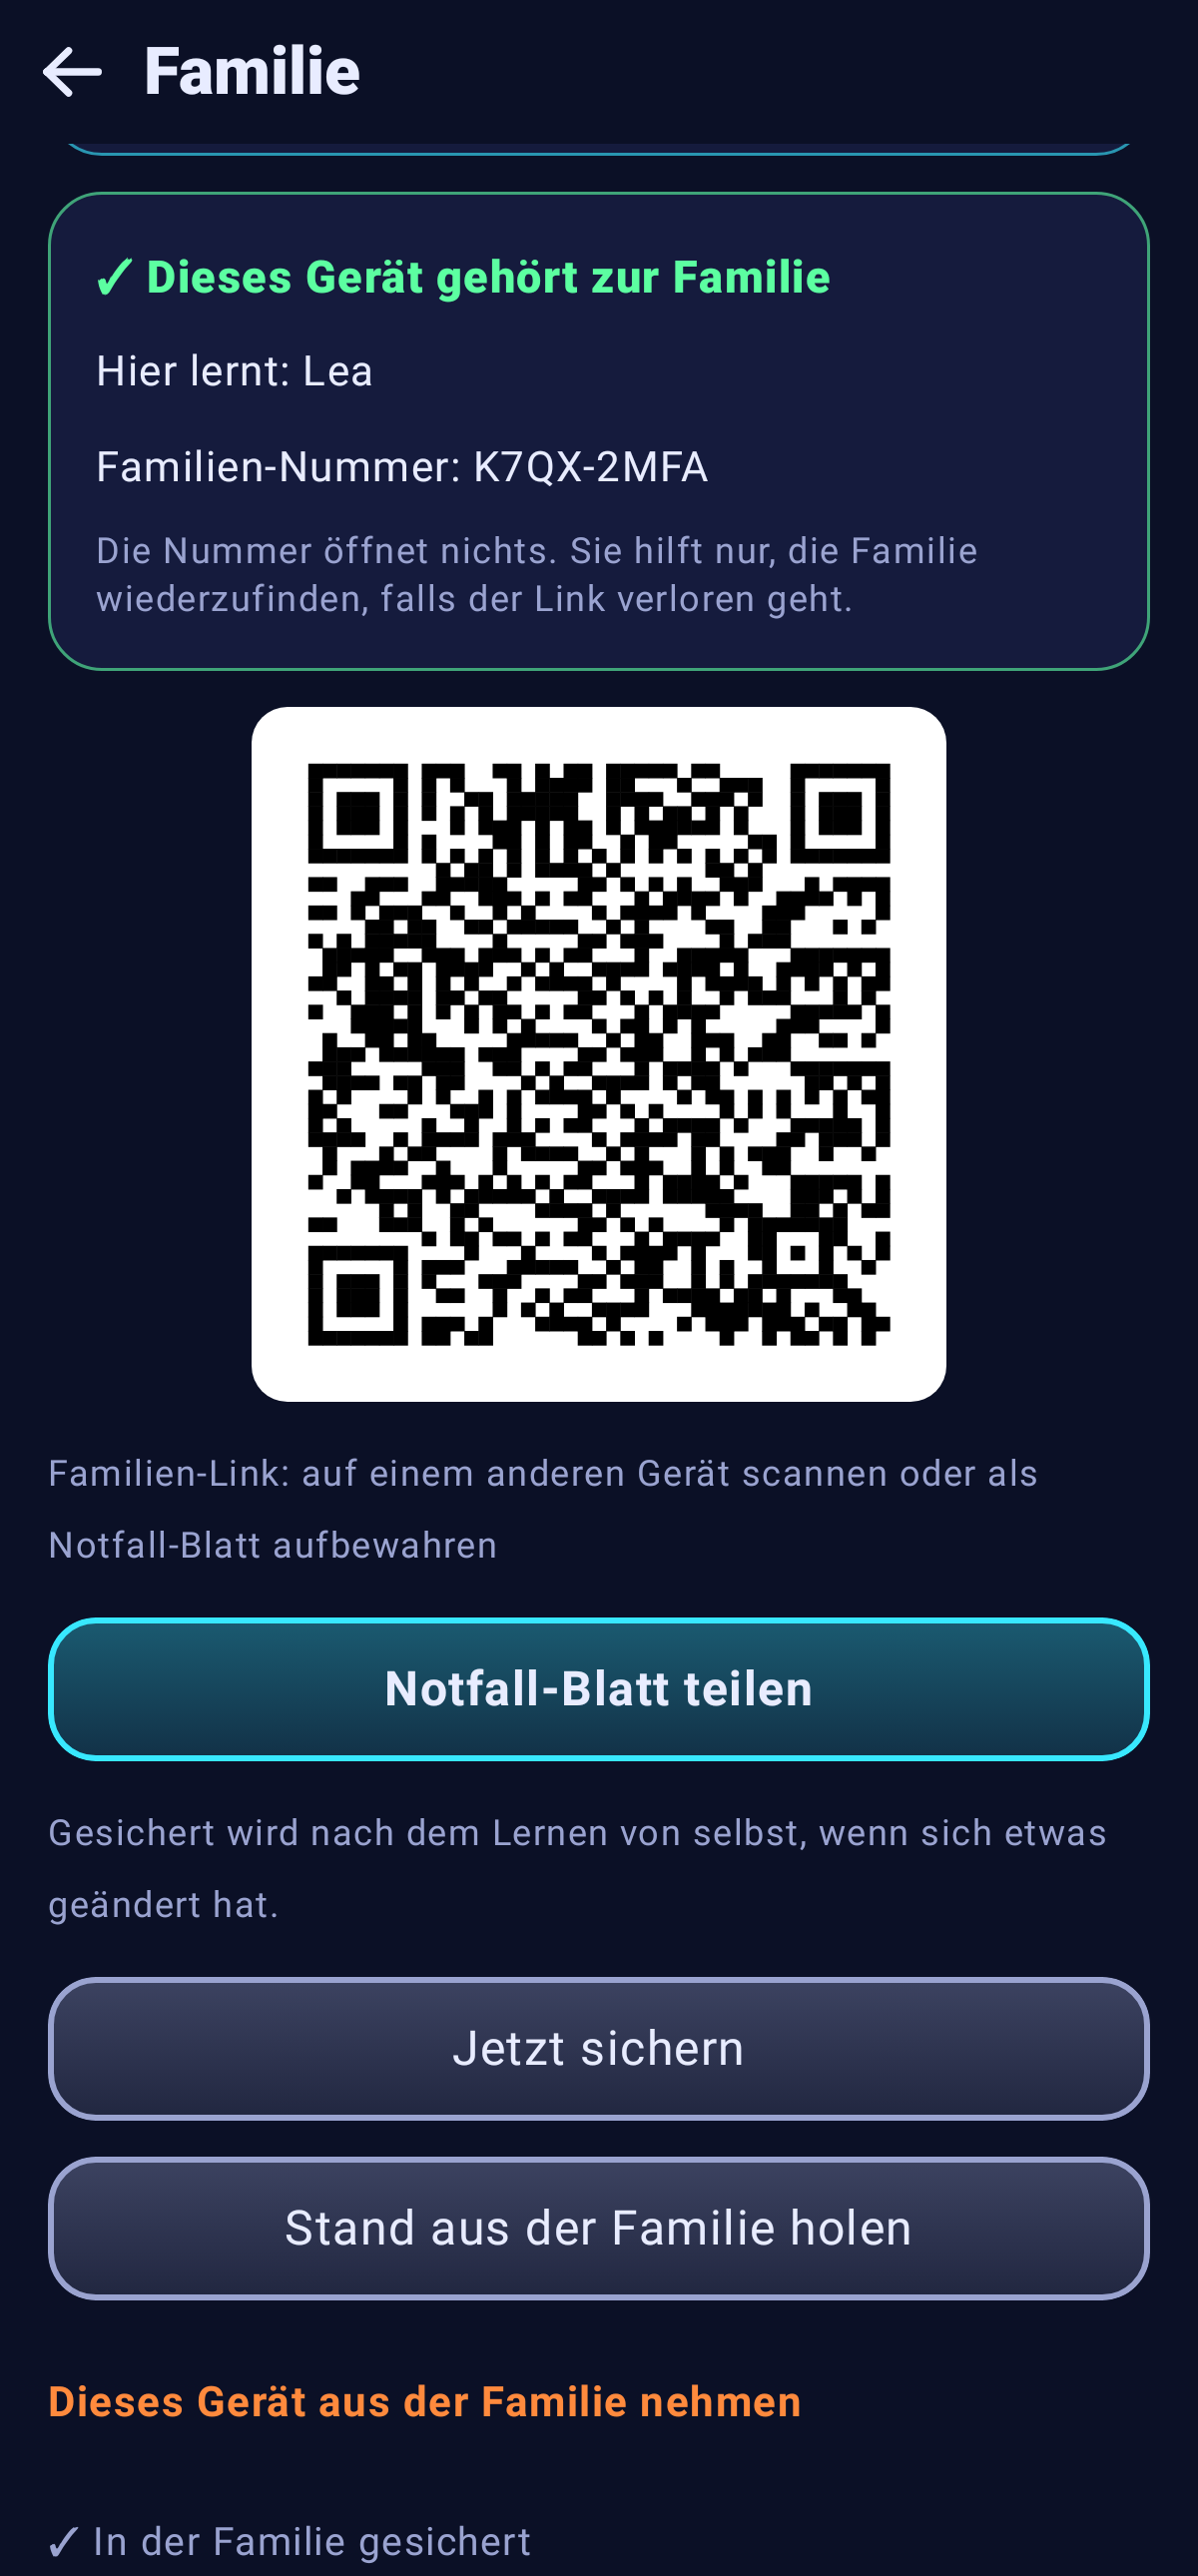 Familie
✓ Dieses Gerät gehört zur Familie
Hier lernt: Lea
Familien-Nummer: K7QX-2MFA
Die Nummer öffnet nichts. Sie hilft nur, die Familie
wiederzufinden, falls der Link verloren geht.
Familien-Link: auf einem anderen Gerät scannen oder als
Notfall-Blatt aufbewahren
Notfall-Blatt teilen
Gesichert wird nach dem Lernen von selbst, wenn sich etwas
geändert hat.
Jetzt sichern
Stand aus der Familie holen
Dieses Gerät aus der Familie nehmen
✓ In der Familie gesichert